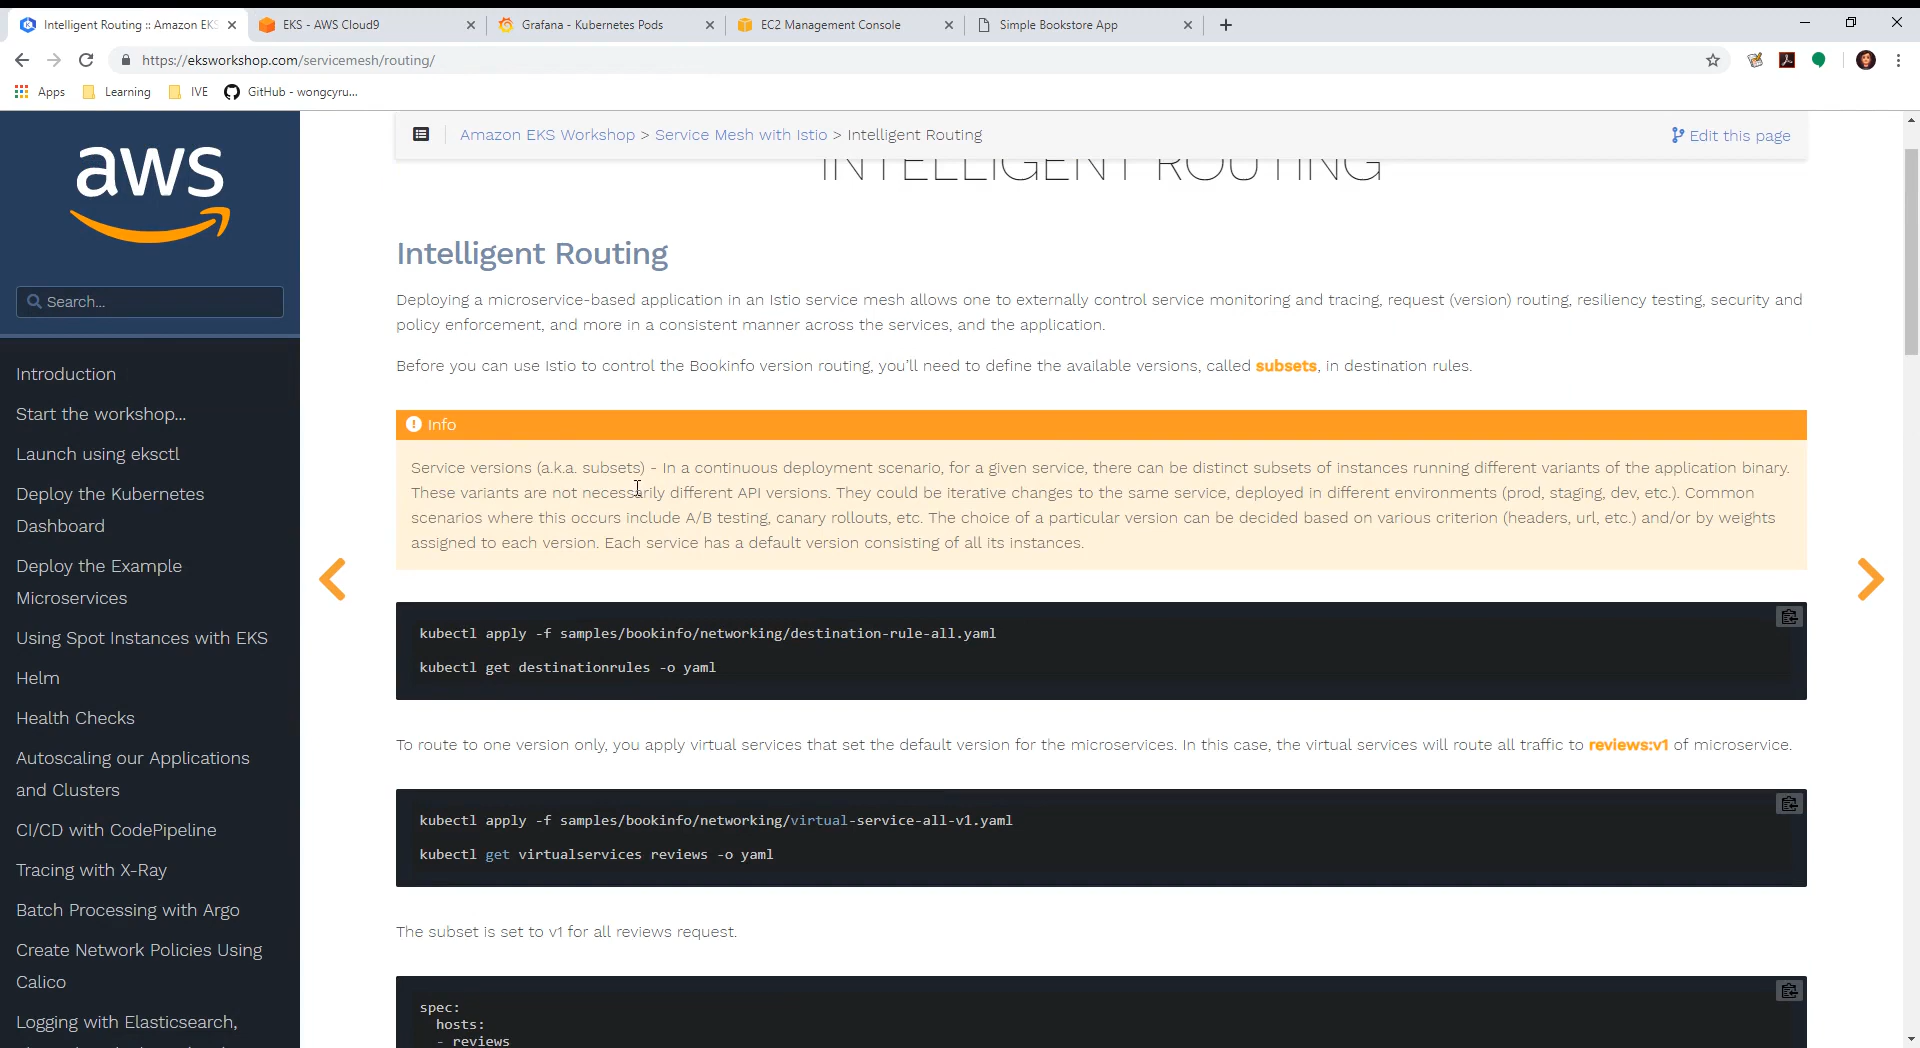 Intelligent Routing :: Amazon EKS
EKS - AWS Cloud9
Grafana - Kubernetes Pods
EC2 Management Console
Simple Bookstore App
https://eksworkshop.com/servicemesh/routing/
Apps
Learning
IVE
GitHub - wongcyru...
aws
Search...
Introduction
Start the workshop...
Launch using eksctl
Deploy the Kubernetes
Dashboard
Deploy the Example
Microservices
Using Spot Instances with EKS
Helm
Health Checks
Autoscaling our Applications
and Clusters
CI/CD with CodePipeline
Tracing with X-Ray
Batch Processing with Argo
Create Network Policies Using
Calico
Logging with Elasticsearch,
Amazon EKS Workshop > Service Mesh with Istio > Intelligent Routing
Edit this page
INTELLIGENT ROUTING
Intelligent Routing
Deploying a microservice-based application in an Istio service mesh allows one to externally control service monitoring and tracing, request (version) routing, resiliency testing, security and
policy enforcement, and more in a consistent manner across the services, and the application.
Before you can use Istio to control the Bookinfo version routing, you'll need to define the available versions, called subsets, in destination rules.
Info
Service versions (a.k.a. subsets) - In a continuous deployment scenario, for a given service, there can be distinct subsets of instances running different variants of the application binary.
These variants are not necessarily different API versions. They could be iterative changes to the same service, deployed in different environments (prod, staging, dev, etc.). Common
scenarios where this occurs include A/B testing, canary rollouts, etc. The choice of a particular version can be decided based on various criterion (headers, url, etc.) and/or by weights
assigned to each version. Each service has a default version consisting of all its instances.
kubectl apply -f samples/bookinfo/networking/destination-rule-all.yaml
kubectl get destinationrules -o yaml
To route to one version only, you apply virtual services that set the default version for the microservices. In this case, the virtual services will route all traffic to reviews:v1 of microservice.
kubectl apply -f samples/bookinfo/networking/virtual-service-all-v1.yaml
kubectl get virtualservices reviews -o yaml
The subset is set to v1 for all reviews request.
spec:
hosts:
- reviews